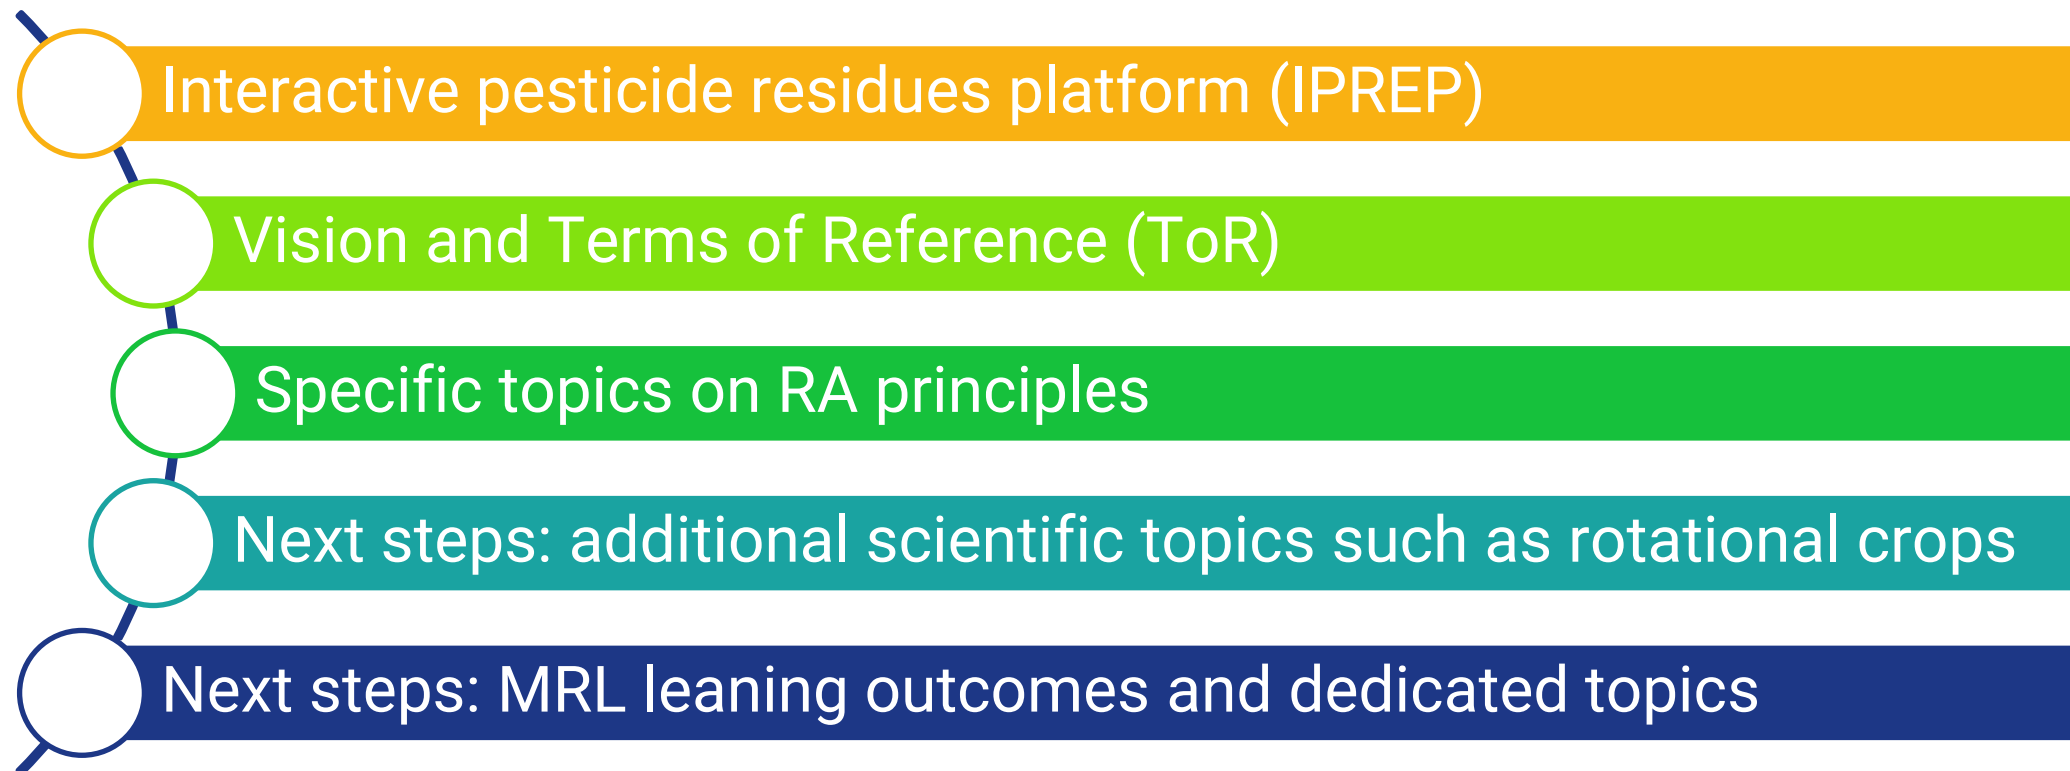 Interactive pesticide residues platform (IPREP)
Vision and Terms of Reference (ToR)
Specific topics on RA principles
Next steps: additional scientific topics such as rotational crops
Next steps: MRL leaning outcomes and dedicated topics